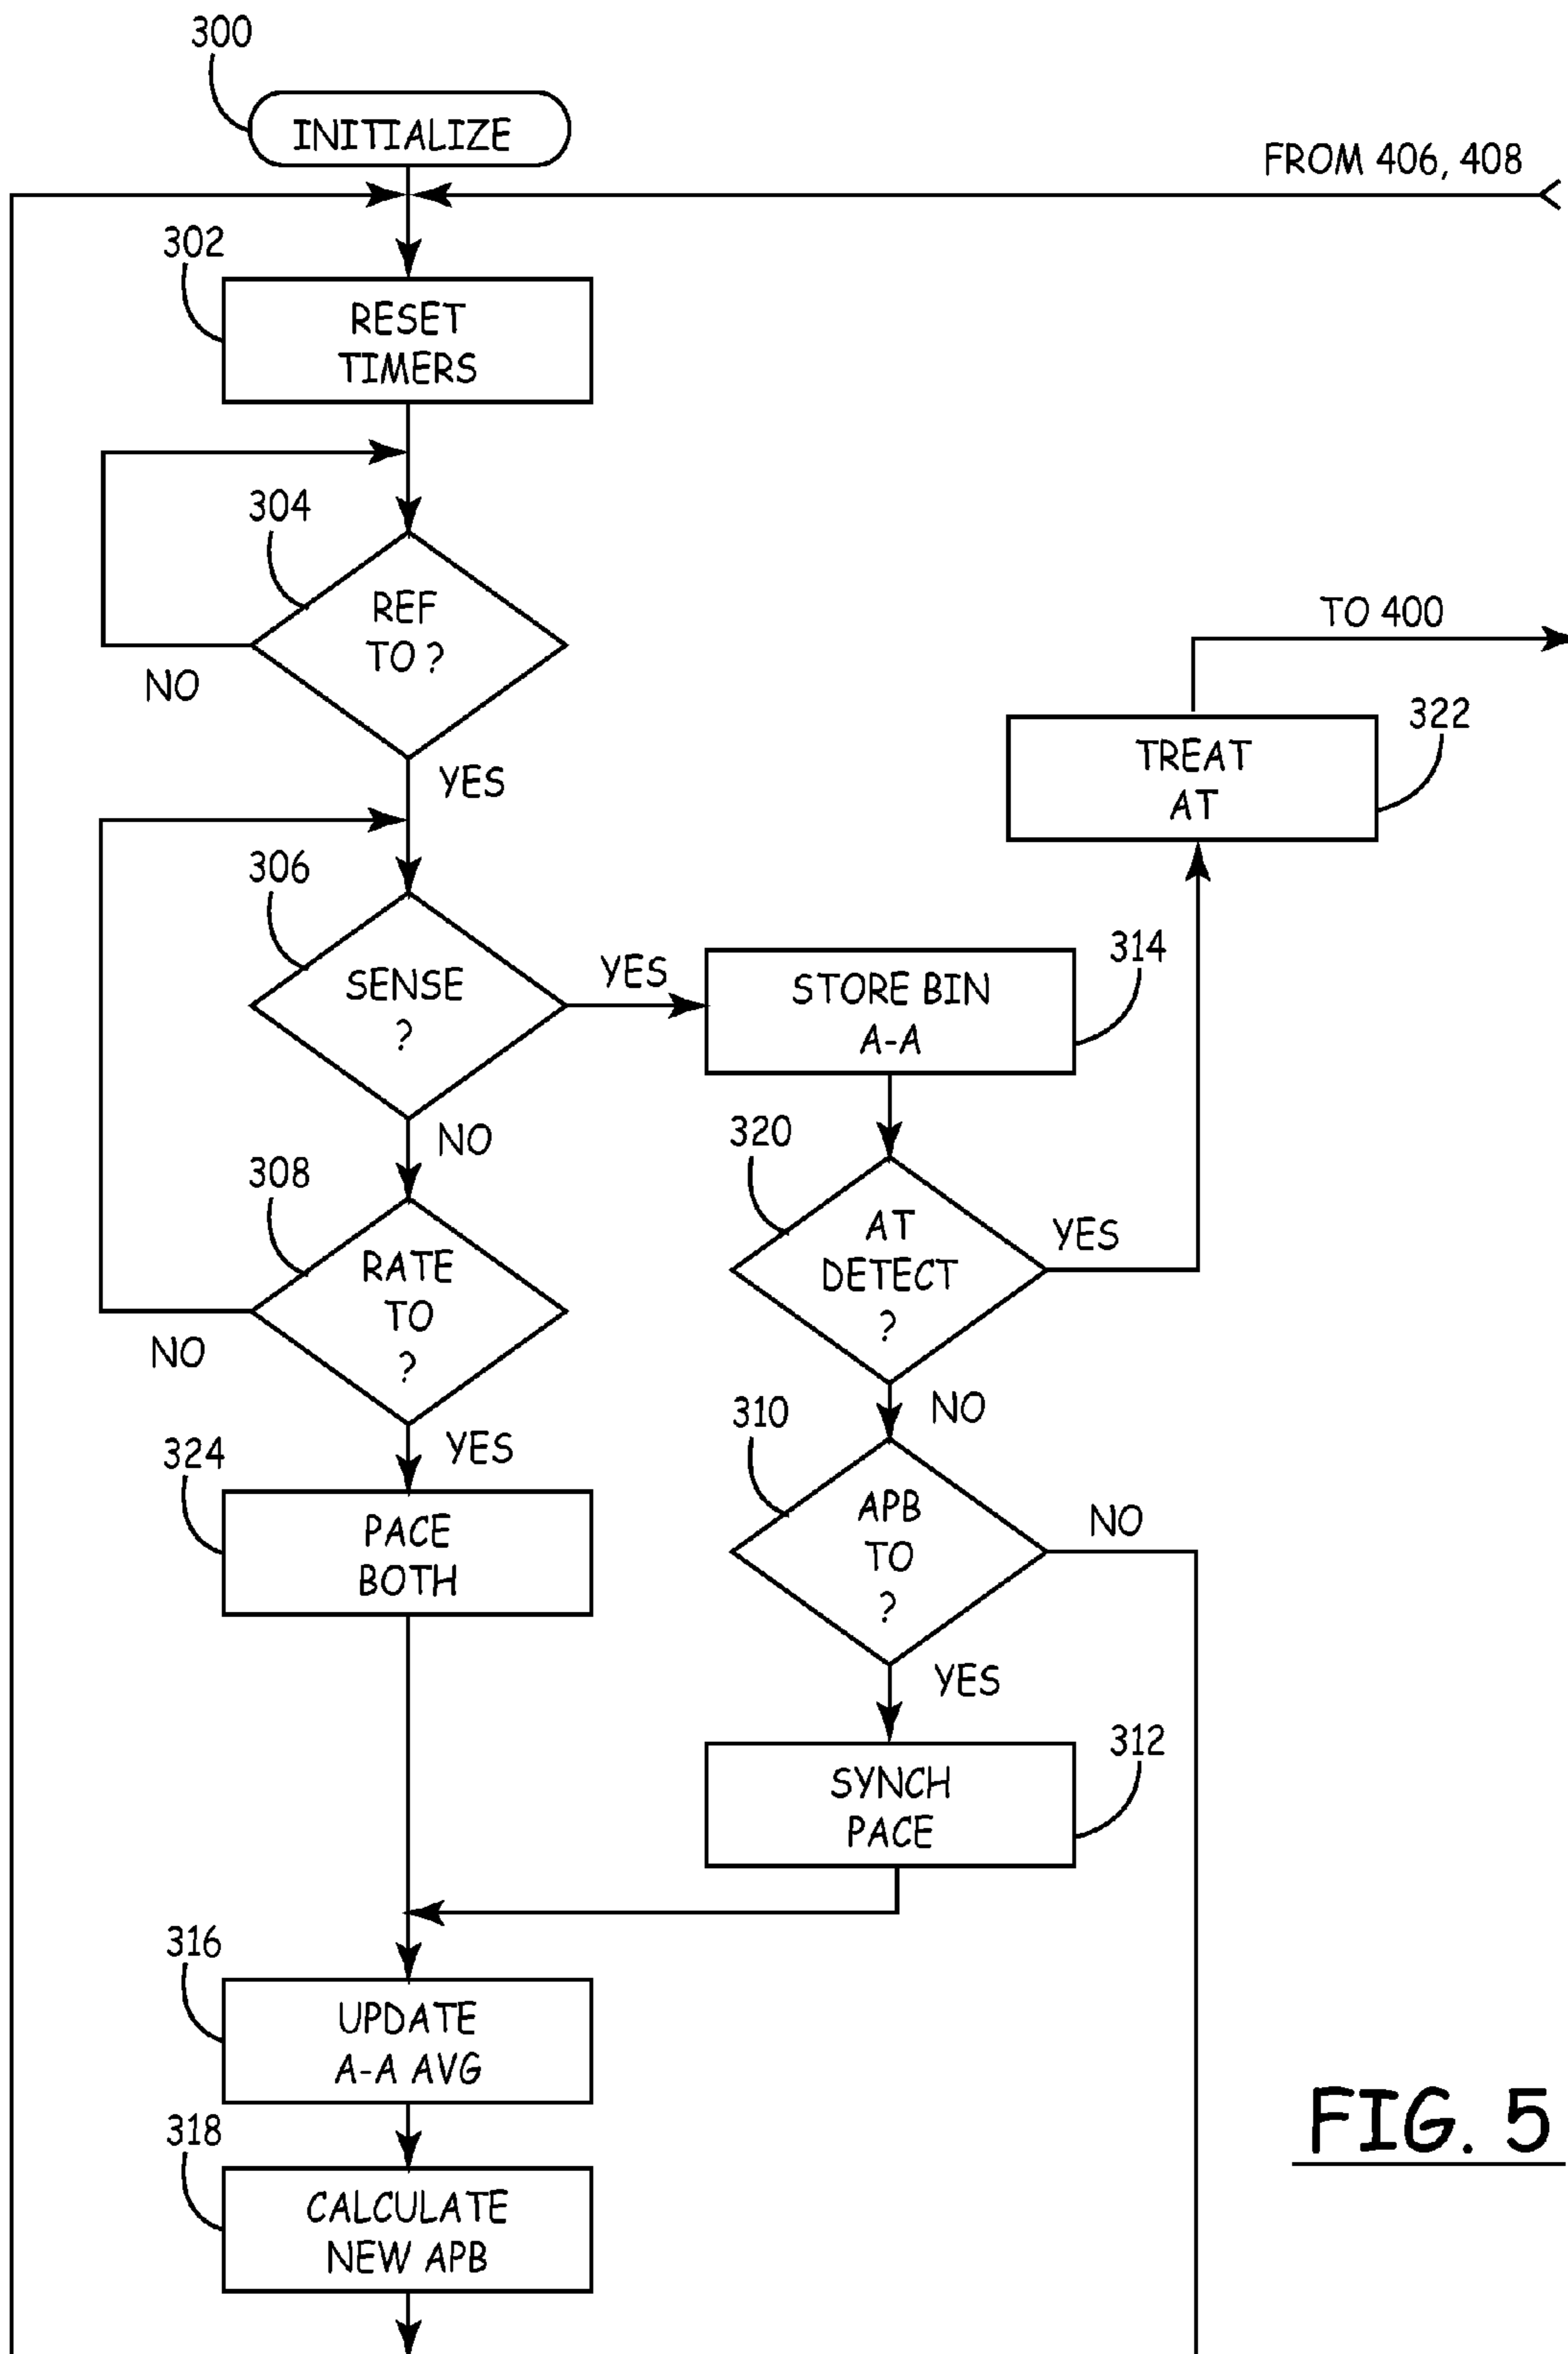 300
INITIALIZE
FROM 406, 408
302
RESET
TIMERS
304
REF
TO ?
NO
YES
TO 400
322
TREAT
AT
306
SENSE
?
YES
314
STORE BIN
A-A
NO
320
AT
DETECT
?
YES
308
RATE
TO
?
NO
YES
NO
310
APB
TO
?
NO
YES
324
PACE
BOTH
312
SYNCH
PACE
316
UPDATE
A-A AVG
318
CALCULATE
NEW APB
FIG. 5